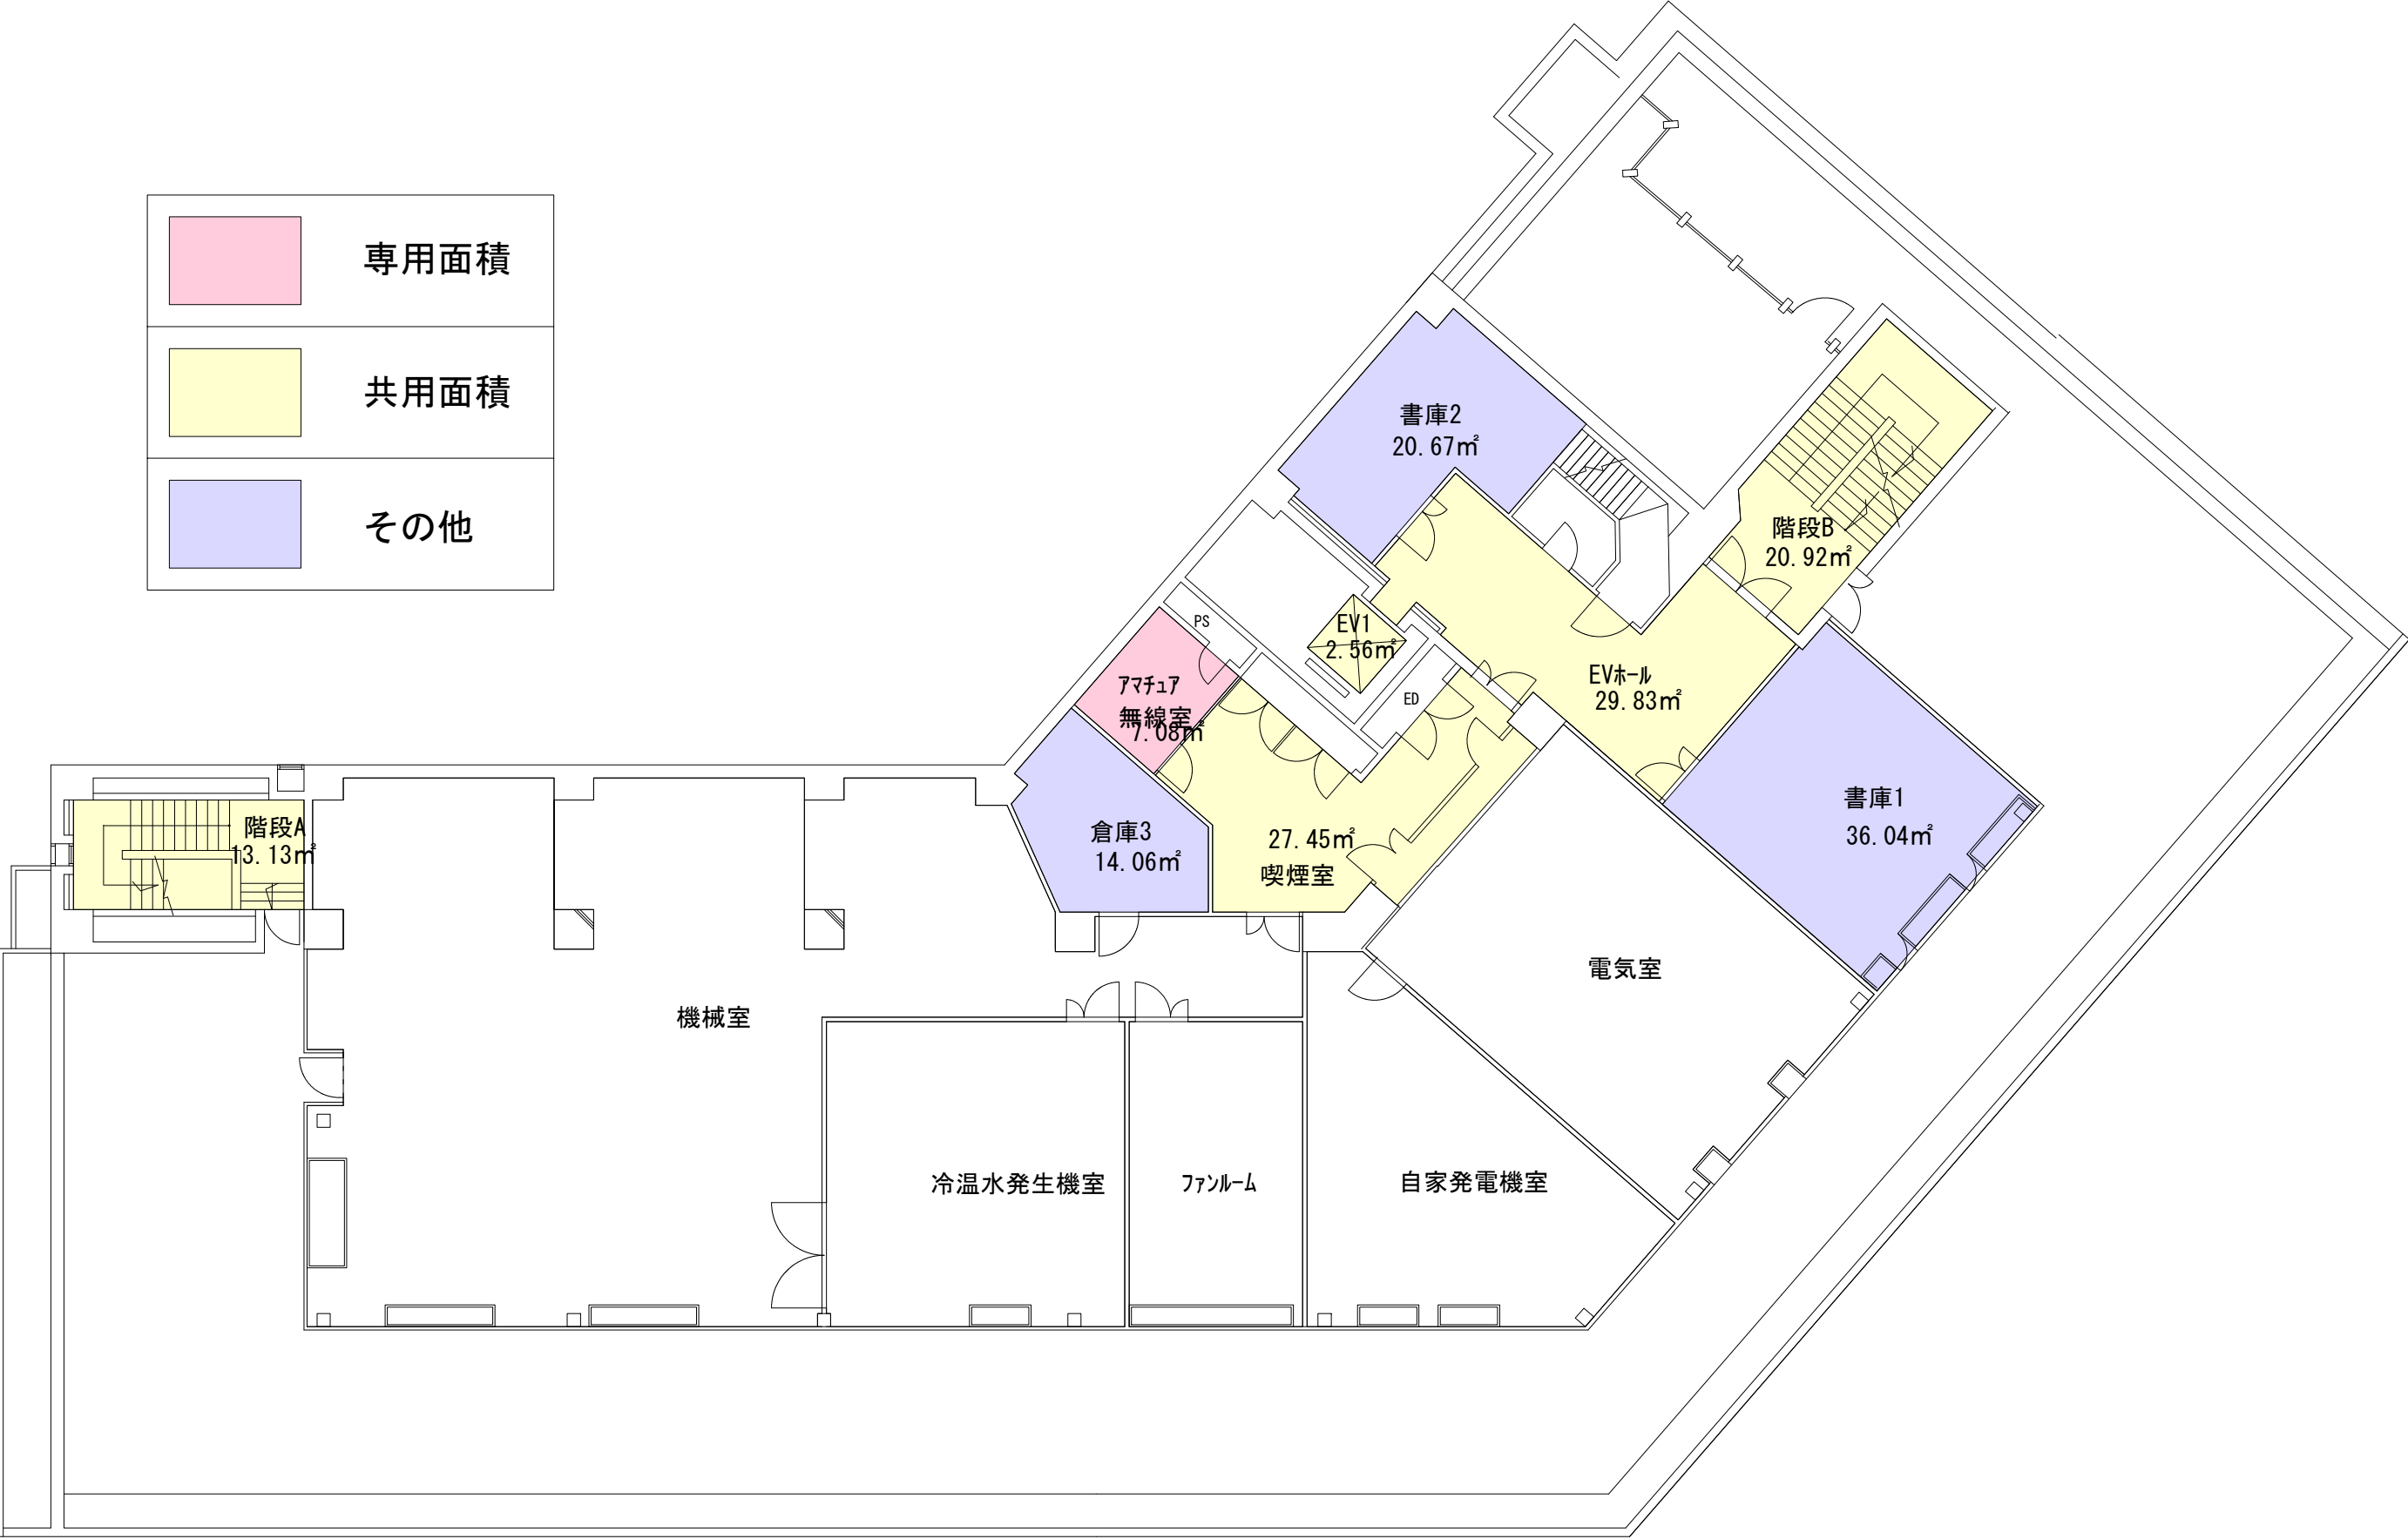 専用面積
共用面積
その他
書庫2
20.67㎡
階段B
20.92㎡
PS
EV1
2.56㎡
ｱﾏﾁｭｱ
無線室
7.08㎡
ED
EVﾎｰﾙ
29.83㎡
階段A
13.13㎡
倉庫3
14.06㎡
27.45㎡
喫煙室
書庫1
36.04㎡
電気室
機械室
冷温水発生機室
ﾌｧﾝﾙｰﾑ
自家発電機室